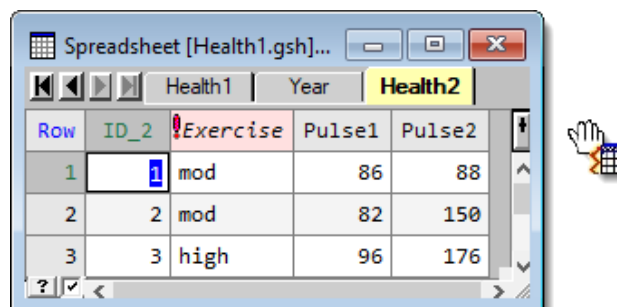 Spreadsheet [Health1.gsh]...
Health1 Year Health2
Row ID_2 !Exercise Pulse1 Pulse2
1 1 mod 86 88
2 2 mod 82 150
3 3 high 96 176
?